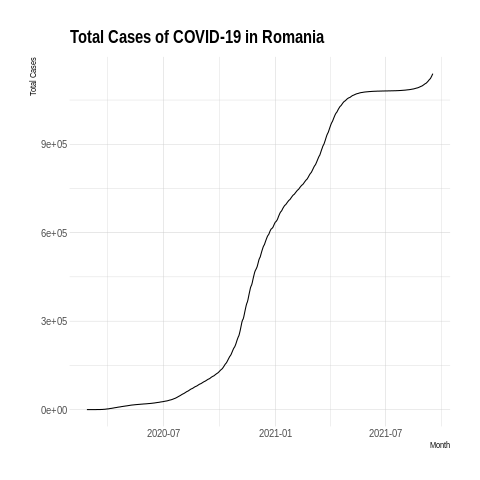 Total Cases of COVID-19 in Romania
Total Cases
9e+05
6e+05
3e+05
0e+00
2020-07
2021-01
2021-07
Month